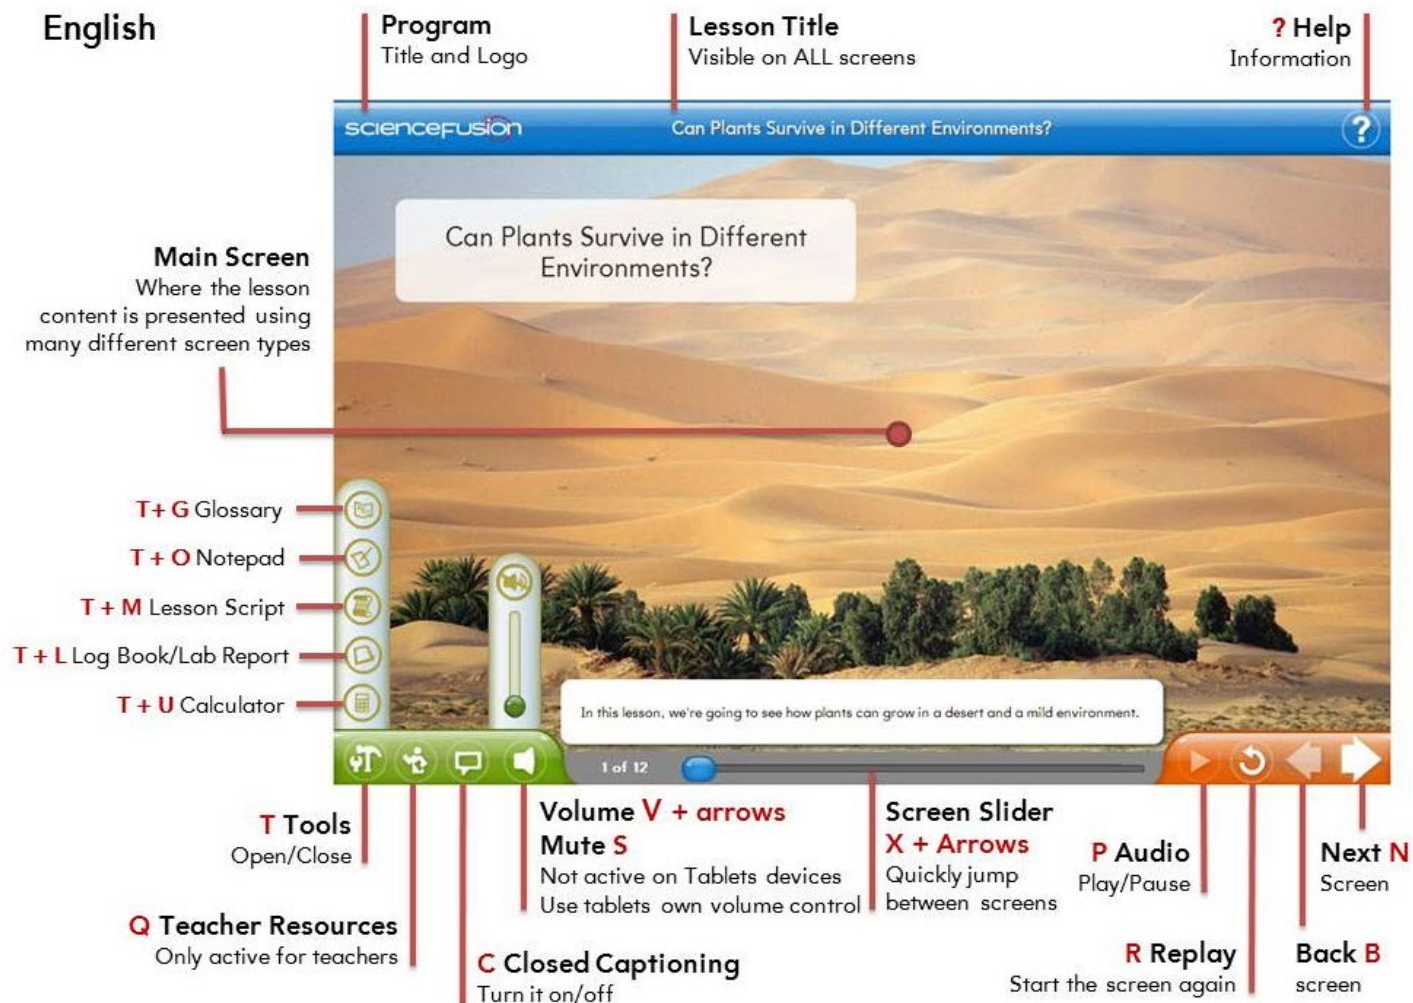 English
Program
Title and Logo
Lesson Title
Visible on ALL screens
? Help
Information
scienceFusion
Can Plants Survive in Different Environments?
?
Can Plants Survive in Different
Environments?
Main Screen
Where the lesson
content is presented using
many different screen types
T+ G Glossary
T + O Notepad
T + M Lesson Script
T + L Log Book/Lab Report
T + U Calculator
In this lesson, we're going to see how plants can grow in a desert and a mild environment.
1 of 12
T Tools
Open/Close
Q Teacher Resources
Only active for teachers
C Closed Captioning
Turn it on/off
Volume V + arrows
Mute S
Not active on Tablets devices
Use tablets own volume control
Screen Slider
X + Arrows
Quickly jump
between screens
P Audio
Play/Pause
R Replay
Start the screen again
Next N
Screen
Back B
screen